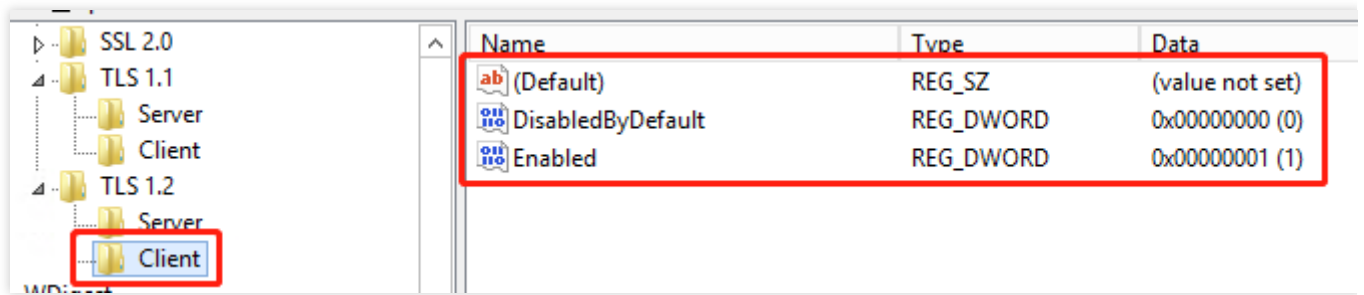 SSL 2.0
TLS 1.1
Server
Client
TLS 1.2
Server
Client
WDigest
Name Type Data
(Default) REG_SZ (value not set)
DisabledByDefault REG_DWORD 0x00000000 (0)
Enabled REG_DWORD 0x00000001 (1)